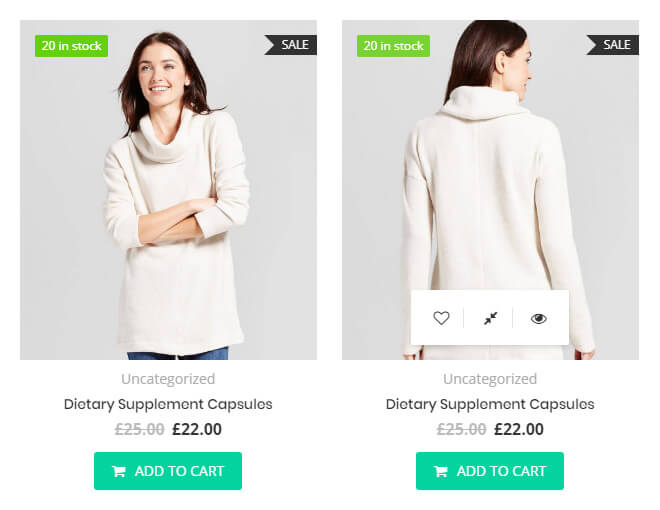 20 in stock
SALE
Uncategorized
Dietary Supplement Capsules
£25.00 £22.00
ADD TO CART
20 in stock
SALE
Uncategorized
Dietary Supplement Capsules
£25.00 £22.00
ADD TO CART